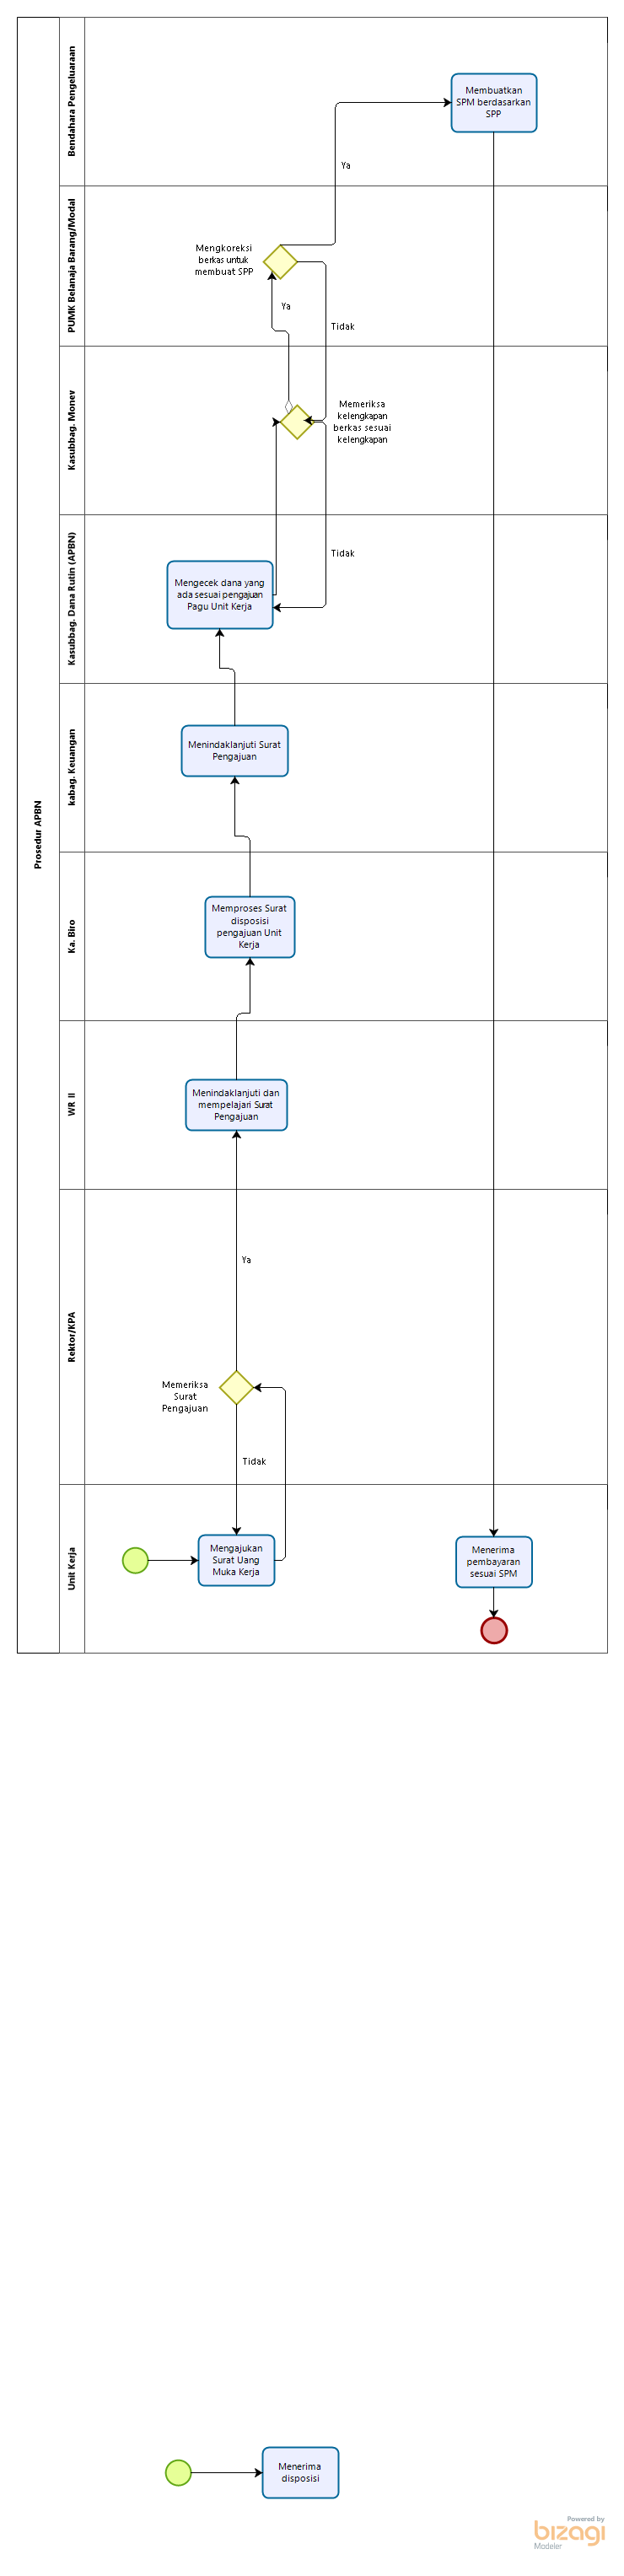 Prosedur APBN
Bendahara Pengeluaraan
Membuatkan
SPM berdasarkan
SPP
Ya
PUMK Belanaja Barang/Modal
Mengkoreksi
berkas untuk
membuat SPP
Ya
Tidak
Kasubbag. Monev
Memeriksa
kelengkapan
berkas sesuai
kelengkapan
Kasubbag. Dana Rutin (APBN)
Tidak
Mengecek dana yang
ada sesuai pengajuan
Pagu Unit Kerja
kabag. Keuangan
Menindaklanjuti Surat
Pengajuan
Ka. Biro
Memproses Surat
disposisi
pengajuan Unit
Kerja
WR II
Menindaklanjuti dan
mempelajari Surat
Pengajuan
Rektor/KPA
Ya
Memeriksa
Surat
Pengajuan
Tidak
Unit Kerja
Mengajukan
Surat Uang
Muka Kerja
Menerima
pembayaran
sesuai SPM
Menerima
disposisi
Powered by
bizagi
Modeler